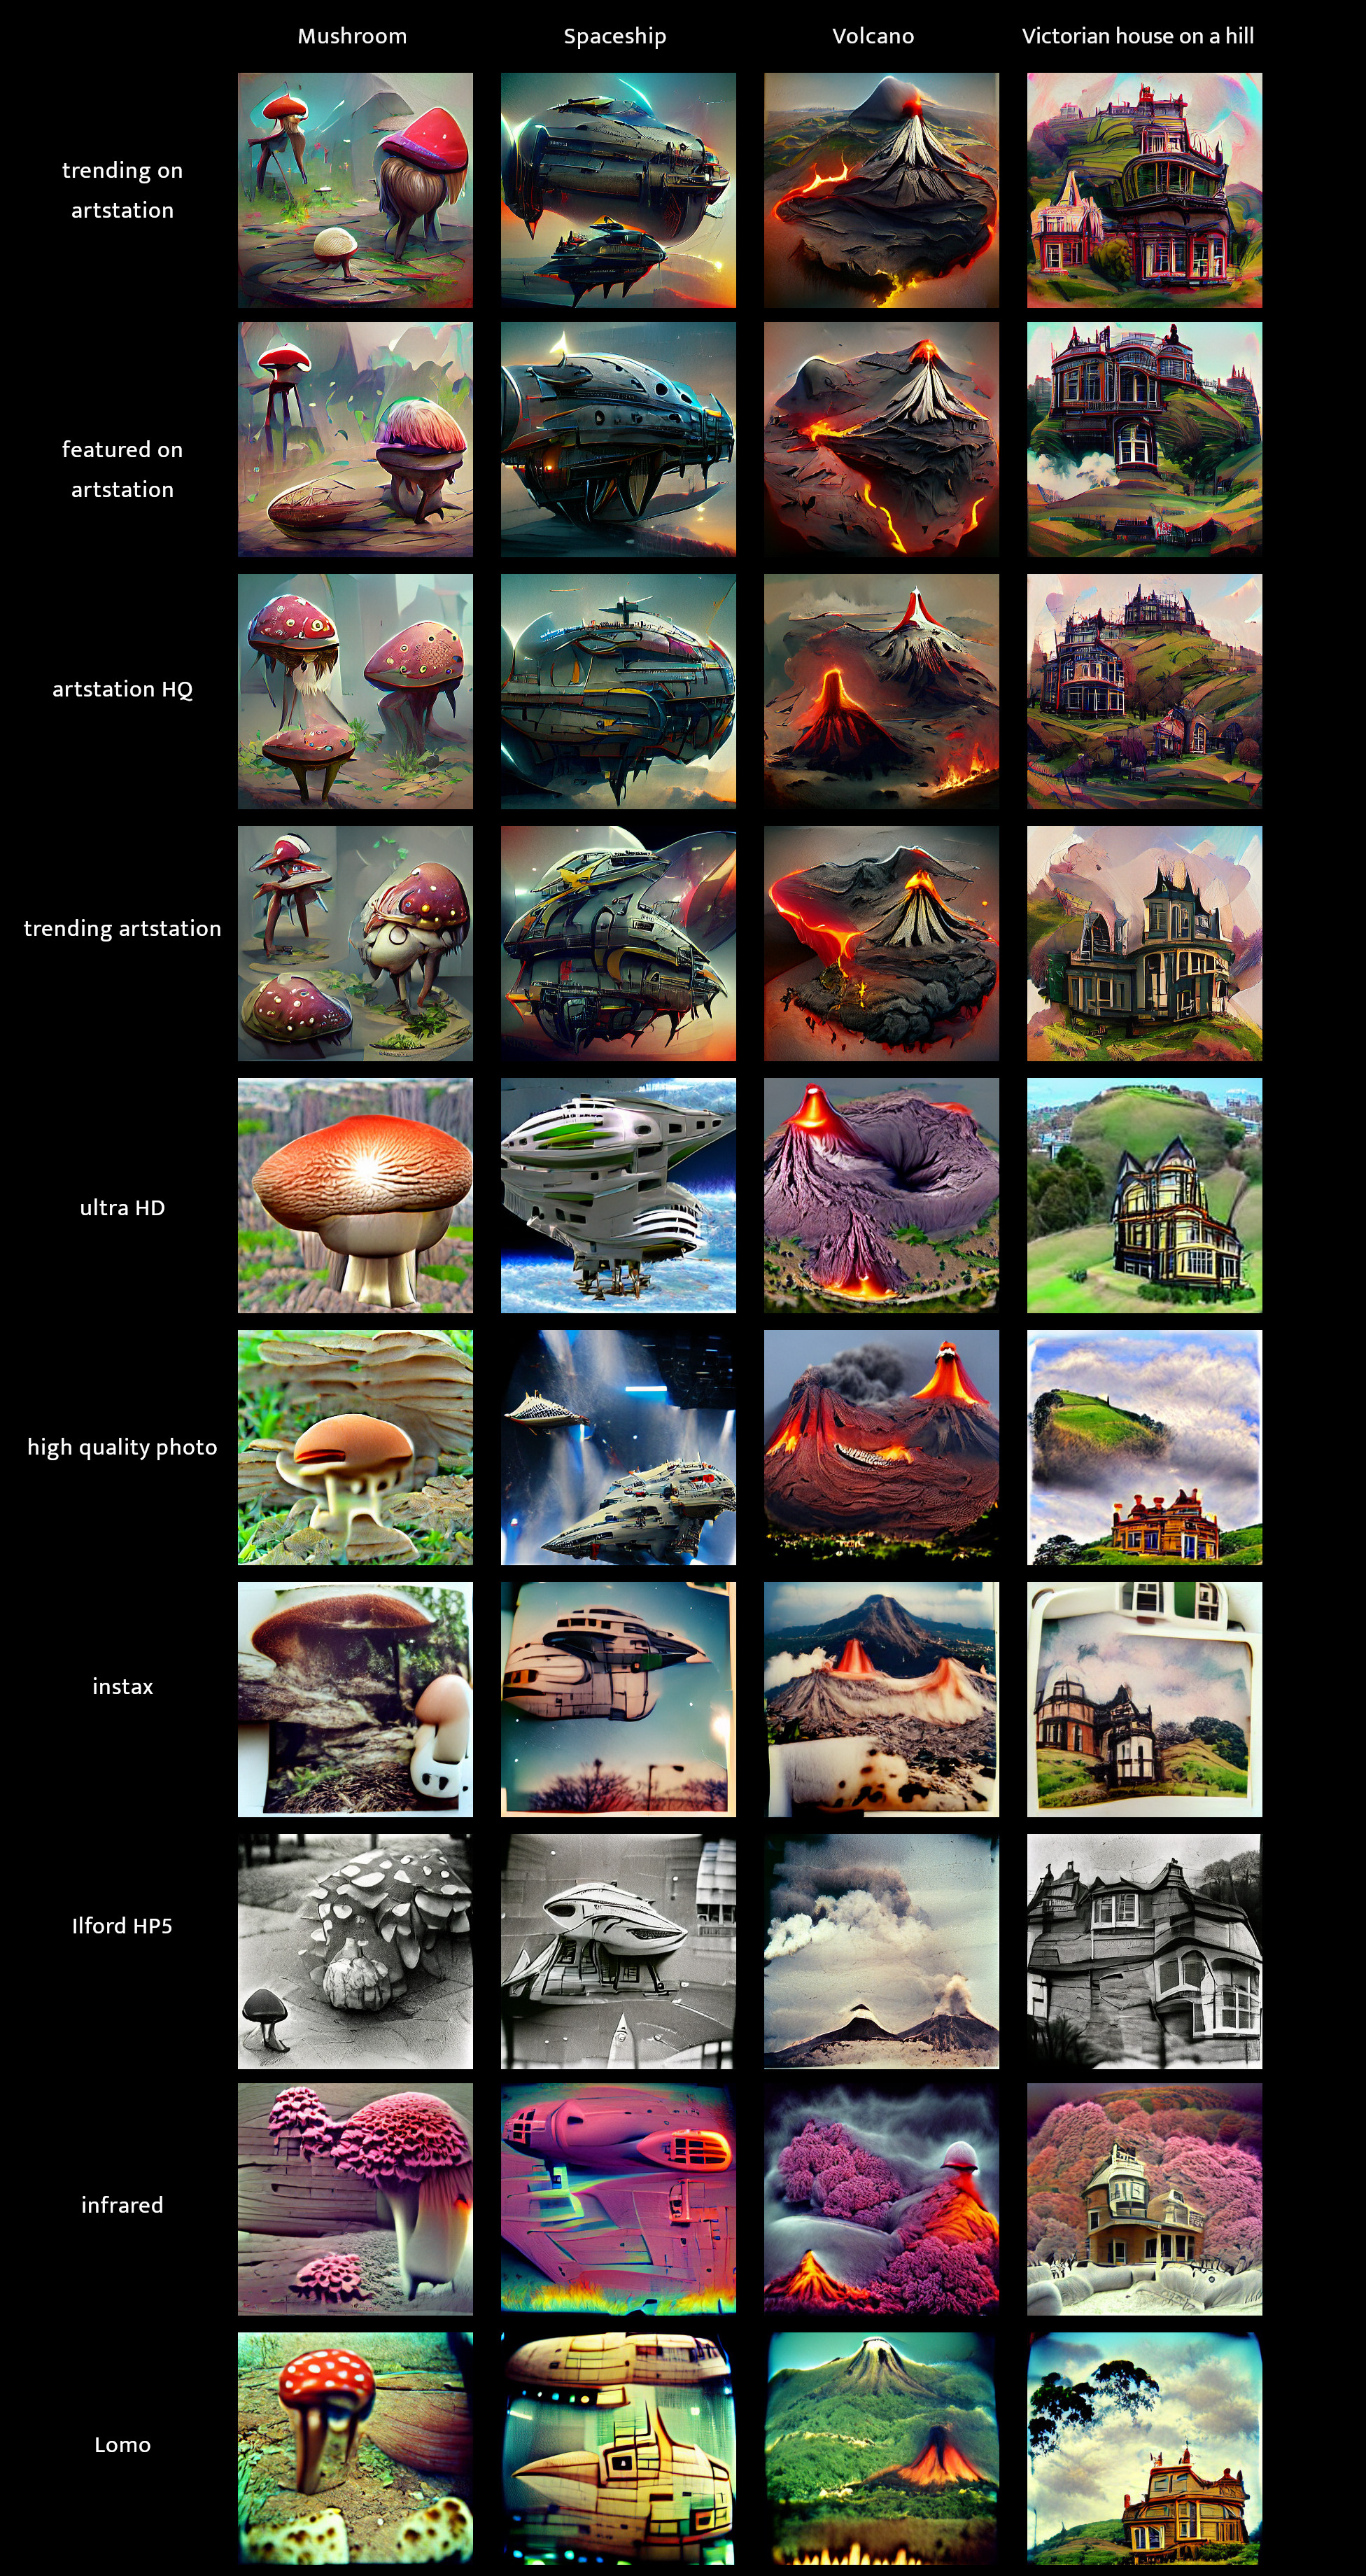 Mushroom
Spaceship
Volcano
Victorian house on a hill
trending on
artstation
featured on
artstation
artstation HQ
trending artstation
ultra HD
high quality photo
instax
Ilford HP5
infrared
Lomo